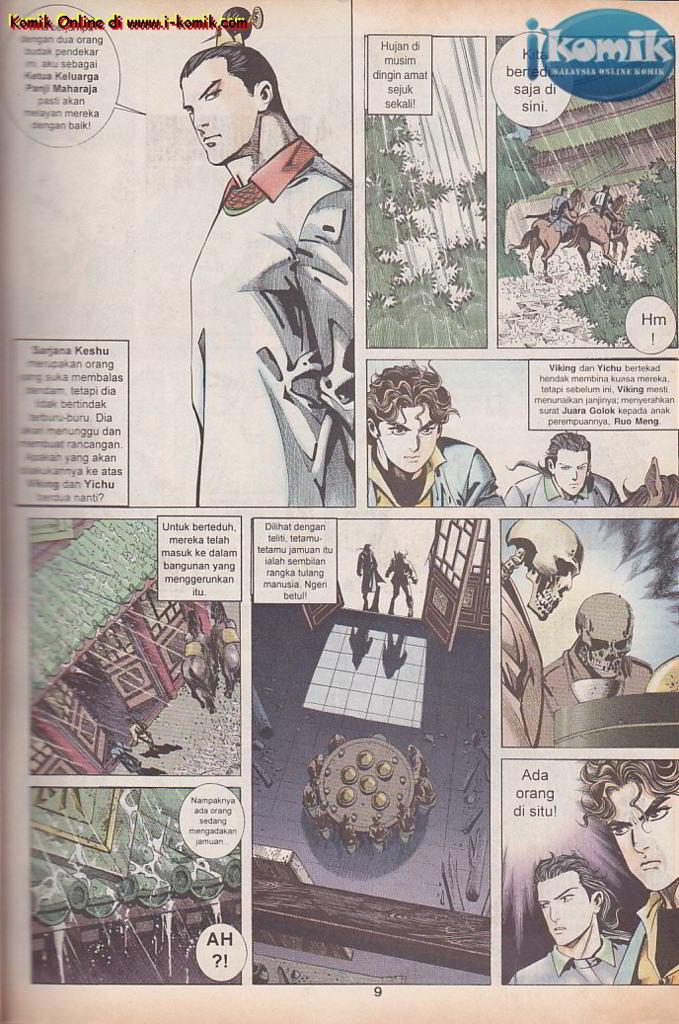 Komik Online di www.i-komik.com
dengan dua orang
budak pendekar
ini, aku sebagai
Ketua Keluarga
Panji Maharaja
pasti akan
melayan mereka
dengan baik!
Hujan di
musim
dingin amat
sejuk
sekali!
Kita
berteduh
saja di
sini.
ikomik
MALAYSIA ONLINE KOMIK
Hm
!
Sarjana Keshu
merupakan orang
yang suka membalas
dendam, tetapi dia
tidak bertindak
terburu-buru. Dia
akan menunggu dan
membuat rancangan.
Apakah yang akan
dilakukannya ke atas
Viking dan Yichu
berdua nanti?
Viking dan Yichu bertekad
hendak membina kuasa mereka,
tetapi sebelum ini, Viking mesti
menunaikan janjinya; menyerahkan
surat Juara Golok kepada anak
perempuannya, Ruo Meng.
Untuk berteduh,
mereka telah
masuk ke dalam
bangunan yang
menggerunkan
itu.
Dilihat dengan
teliti, tetamu-
tetamu jamuan itu
ialah sembilan
rangka tulang
manusia. Ngeri
betul!
Nampaknya
ada orang
sedang
mengadakan
jamuan...
AH
?!
Ada
orang
di situ!
9